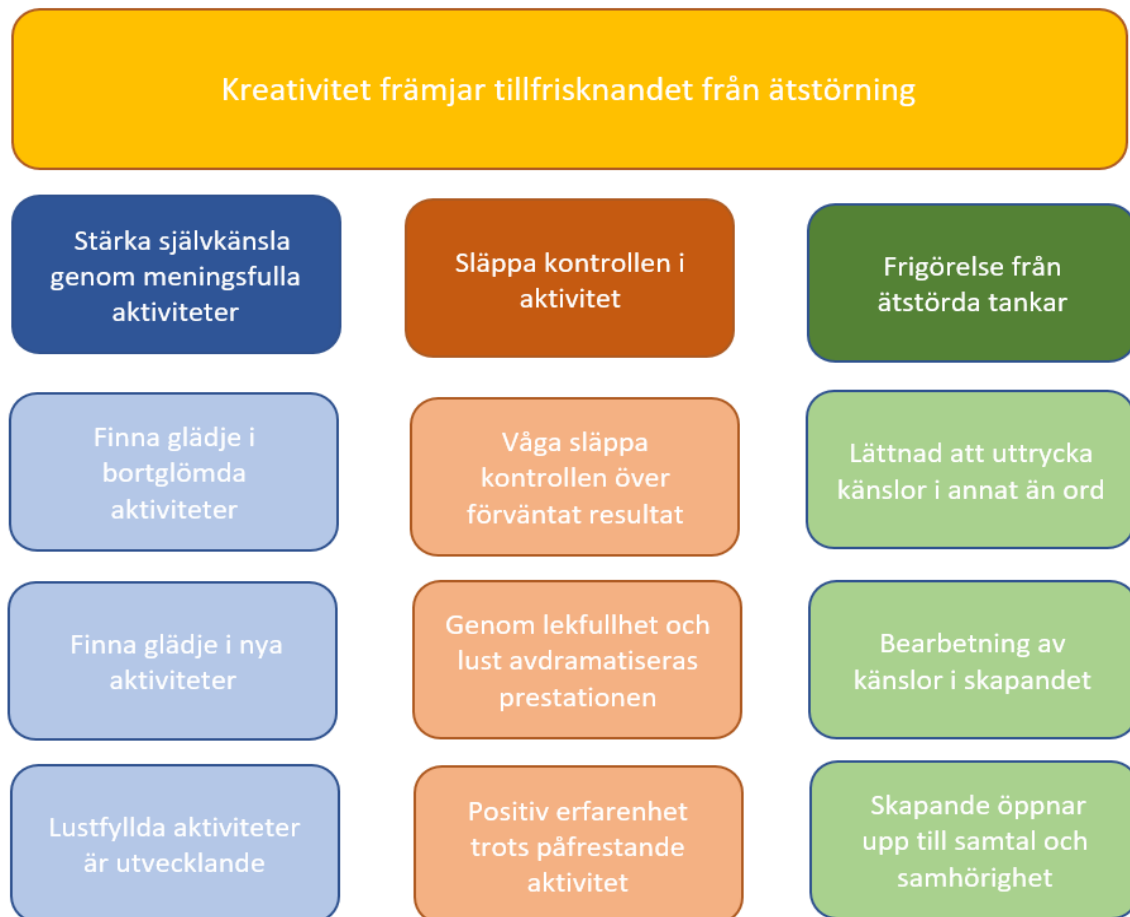 Kreativitet främjar tillfrisknandet från ätstörning
Stärka självkänsla
genom meningsfulla
aktiviteter
Släppa kontrollen i
aktivitet
Frigörelse från
ätstörda tankar
Finna glädje i
bortglömda
aktiviteter
Våga släppa
kontrollen över
förväntat resultat
Lättnad att uttrycka
känslor i annat än ord
Finna glädje i nya
aktiviteter
Genom lekfullhet och
lust avdramatiseras
prestationen
Bearbetning av
känslor i skapandet
Lustfyllda aktiviteter
är utvecklande
Positiv erfarenhet
trots påfrestande
aktivitet
Skapande öppnar
upp till samtal och
samhörighet